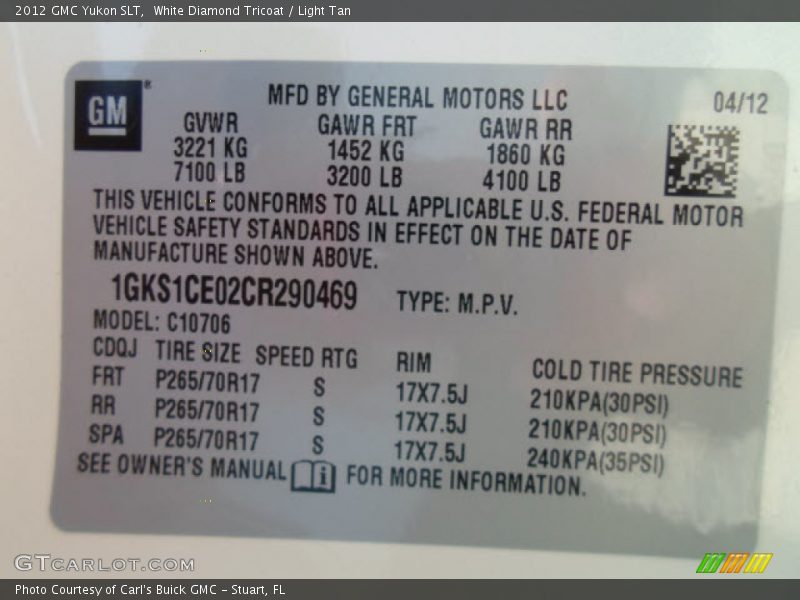 2012 GMC Yukon SLT,  White Diamond Tricoat / Light Tan
GM®
MFD BY GENERAL MOTORS LLC
04/12
GVWR GAWR FRT GAWR RR
3221 KG 1452 KG 1860 KG
7100 LB 3200 LB 4100 LB
THIS VEHICLE CONFORMS TO ALL APPLICABLE U.S. FEDERAL MOTOR
VEHICLE SAFETY STANDARDS IN EFFECT ON THE DATE OF
MANUFACTURE SHOWN ABOVE.
1GKS1CE02CR290469 TYPE: M.P.V.
MODEL: C10706
CDQJ TIRE SIZE SPEED RTG RIM COLD TIRE PRESSURE
FRT P265/70R17 S 17X7.5J 210KPA(30PSI)
RR P265/70R17 S 17X7.5J 210KPA(30PSI)
SPA P265/70R17 S 17X7.5J 240KPA(35PSI)
SEE OWNER'S MANUAL i FOR MORE INFORMATION.
GTCARLOT.COM
Photo Courtesy of Carl's Buick GMC - Stuart, FL